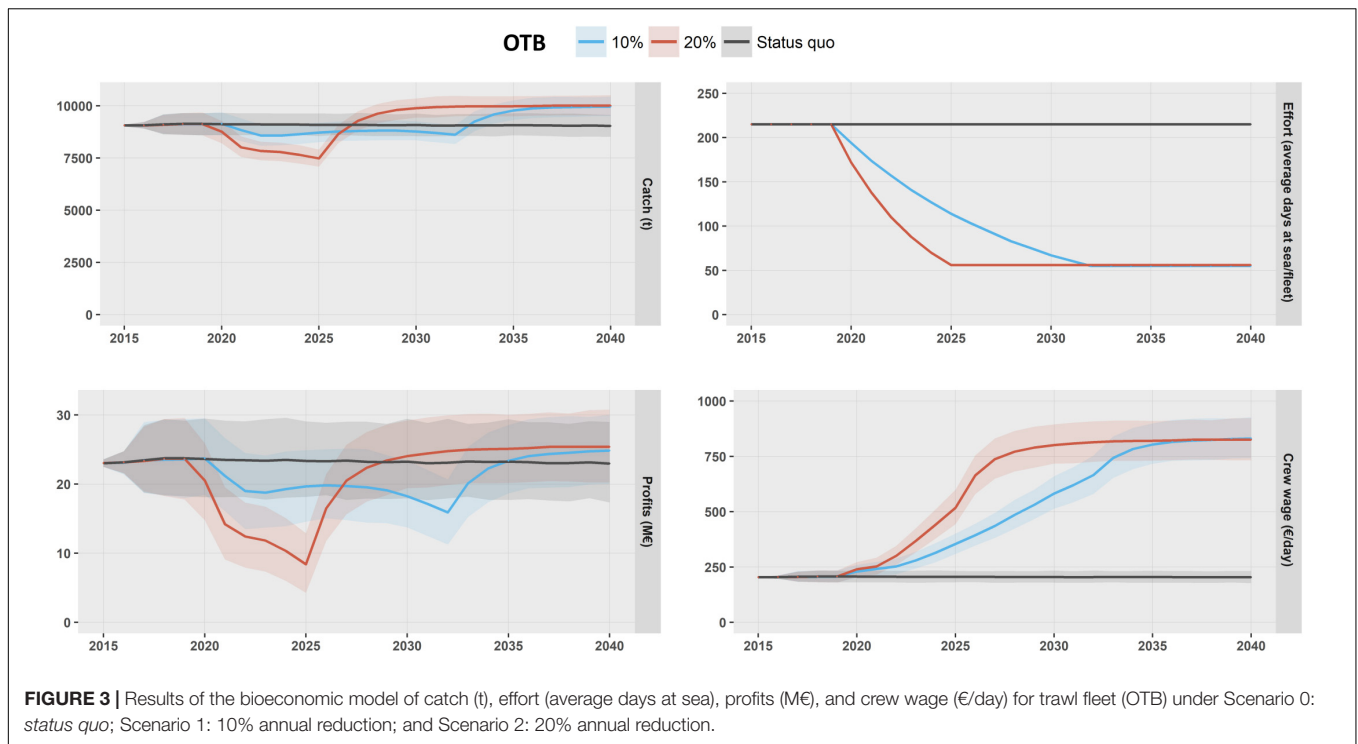 OTB 10% 20% Status quo
10000
7500
5000
2500
0
2015 2020 2025 2030 2035 2040
Catch (t)
250
200
150
100
50
0
2015 2020 2025 2030 2035 2040
Effort (average days at sea/fleet)
30
20
10
0
2015 2020 2025 2030 2035 2040
Profits (M€)
1000
750
500
250
0
2015 2020 2025 2030 2035 2040
Crew wage (€/day)
FIGURE 3 | Results of the bioeconomic model of catch (t), effort (average days at sea), profits (M€), and crew wage (€/day) for trawl fleet (OTB) under Scenario 0:
status quo; Scenario 1: 10% annual reduction; and Scenario 2: 20% annual reduction.